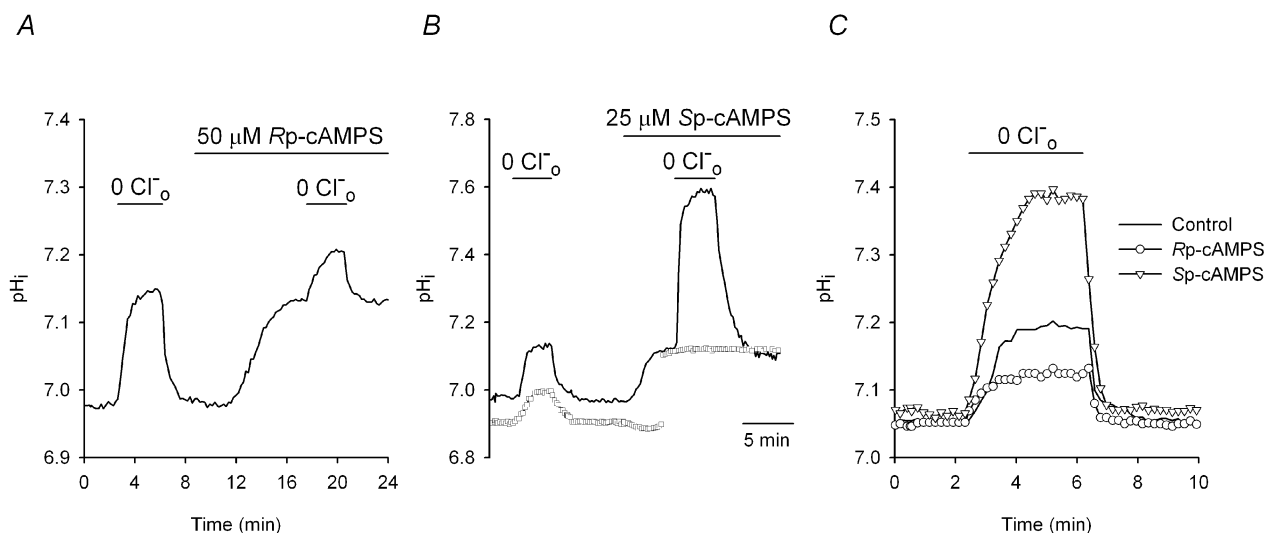 A
B
C
50 μM Rp-cAMPS
0 Cl⁻ₒ
0 Cl⁻ₒ
7.4
7.3
7.2
7.1
7.0
6.9
pHi
0
4
8
12
16
20
24
Time (min)
25 μM Sp-cAMPS
0 Cl⁻ₒ
0 Cl⁻ₒ
7.8
7.6
7.4
7.2
7.0
6.8
pHi
5 min
0 Cl⁻ₒ
7.5
7.4
7.3
7.2
7.1
7.0
pHi
0
2
4
6
8
10
Time (min)
Control
Rp-cAMPS
Sp-cAMPS